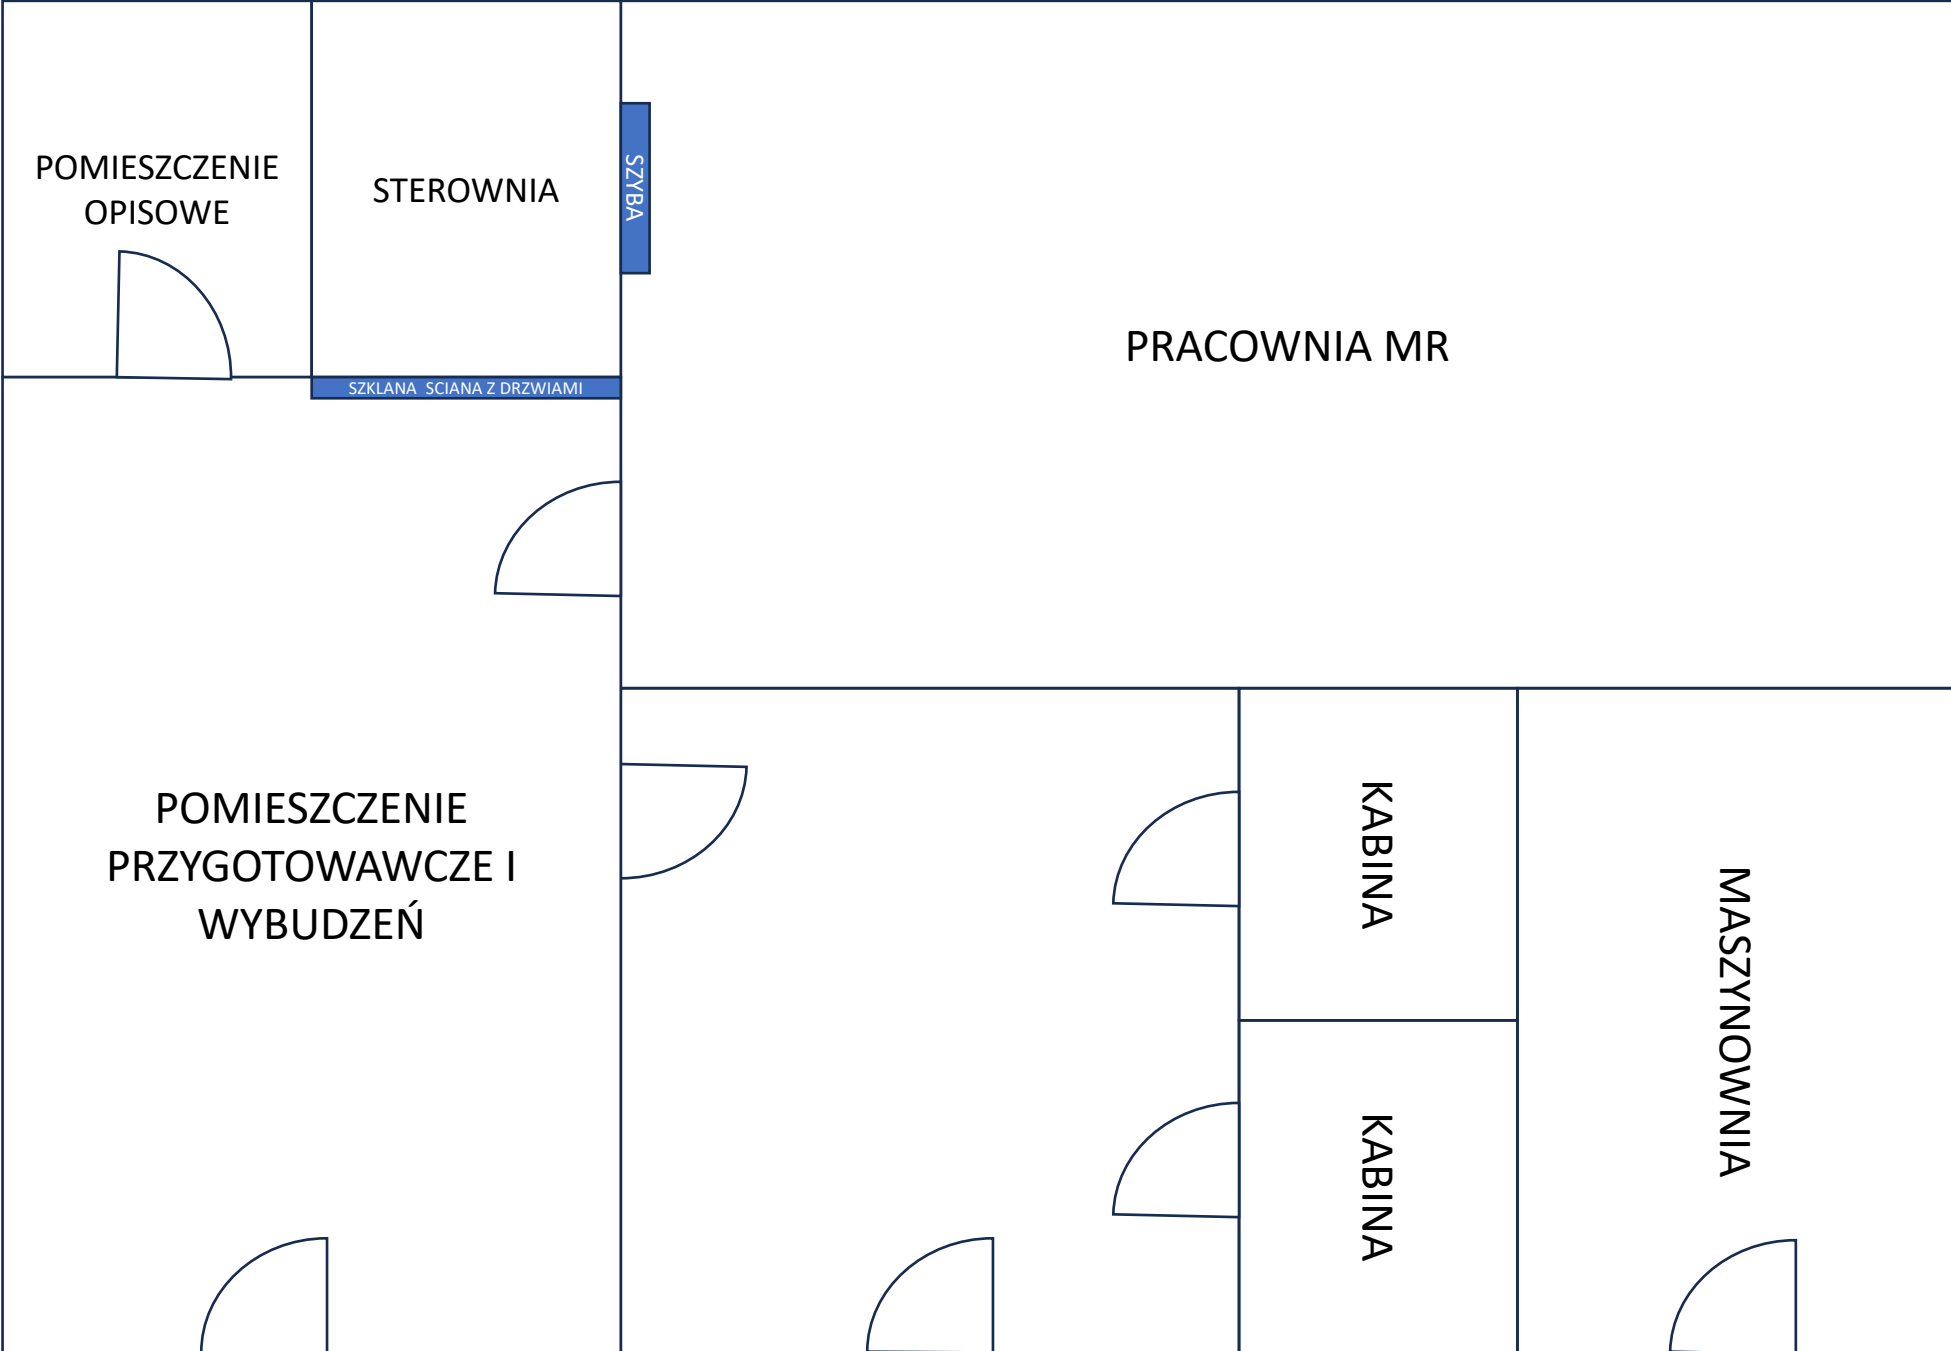 POMIESZCZENIE
OPISOWE
STEROWNIA
SZYBA
PRACOWNIA MR
SZKLANA SCIANA Z DRZWIAMI
POMIESZCZENIE
PRZYGOTOWAWCZE I
WYBUDZEŃ
KABINA
KABINA
MASZYNOWNIA